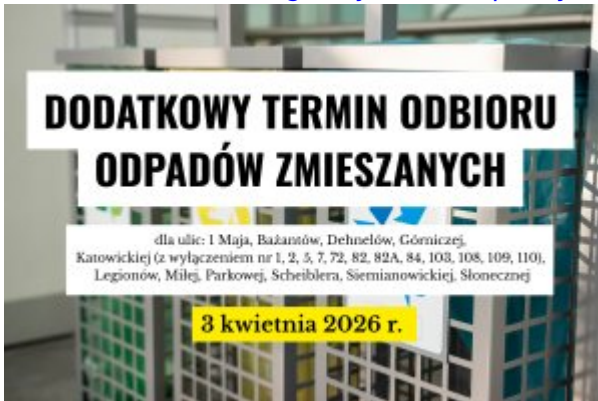 DODATKOWY TERMIN ODBIORU
ODPADÓW ZMIESZANYCH
dla ulic: 1 Maja, Bażantów, Dehnelów, Górniczej,
Katowickiej (z wyłączeniem nr 1, 2, 5, 7, 72, 82, 82A, 84, 103, 108, 109, 110),
Legionów, Miłej, Parkowej, Scheiblera, Siemianowickiej, Słonecznej
3 kwietnia 2026 r.